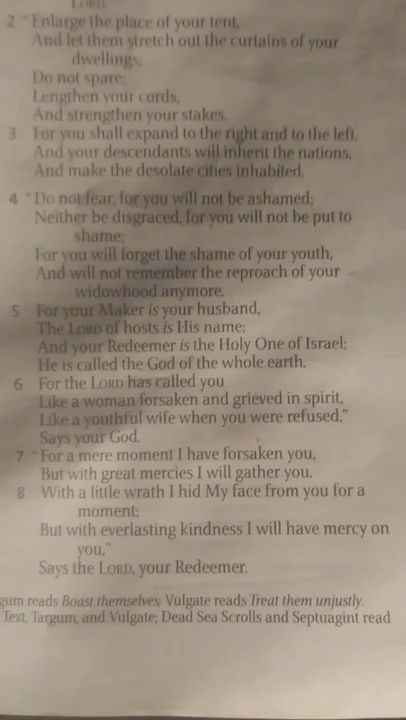 LORD.
2 "Enlarge the place of your tent,
And let them stretch out the curtains of your
dwellings;
Do not spare;
Lengthen your cords,
And strengthen your stakes.
3 For you shall expand to the right and to the left,
And your descendants will inherit the nations,
And make the desolate cities inhabited.
4 "Do not fear, for you will not be ashamed;
Neither be disgraced, for you will not be put to
shame;
For you will forget the shame of your youth,
And will not remember the reproach of your
widowhood anymore.
5 For your Maker is your husband,
The LORD of hosts is His name;
And your Redeemer is the Holy One of Israel;
He is called the God of the whole earth.
6 For the LORD has called you
Like a woman forsaken and grieved in spirit,
Like a youthful wife when you were refused,"
Says your God.
7 "For a mere moment I have forsaken you,
But with great mercies I will gather you.
8 With a little wrath I hid My face from you for a
moment;
But with everlasting kindness I will have mercy on
you,"
Says the LORD, your Redeemer.
gum reads Boast themselves; Vulgate reads Treat them unjustly.
Text, Targum, and Vulgate; Dead Sea Scrolls and Septuagint read